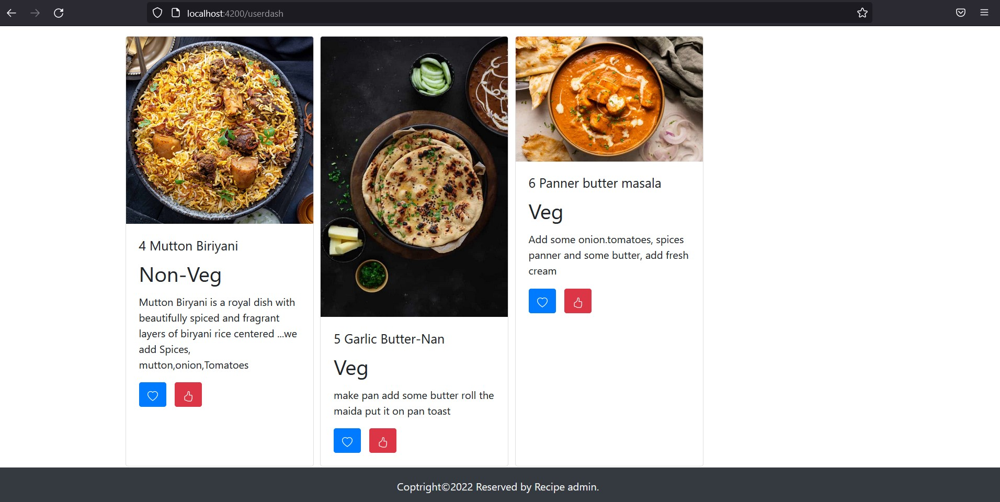 localhost:4200/userdash
4 Mutton Biriyani
Non-Veg
Mutton Biryani is a royal dish with
beautifully spiced and fragrant
layers of biryani rice centered ...we
add Spices,
mutton,onion,Tomatoes
5 Garlic Butter-Nan
Veg
make pan add some butter roll the
maida put it on pan toast
6 Panner butter masala
Veg
Add some onion.tomatoes, spices
panner and some butter, add fresh
cream
Coptright©2022 Reserved by Recipe admin.